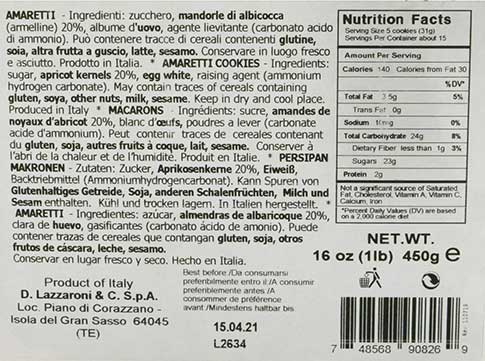 AMARETTI - Ingredienti: zucchero, mandorle di albicocca
(armelline) 20%, albume d'uovo, agente lievitante (carbonato acido
di ammonio). Può contenere tracce di cereali contenenti glutine,
soia, altra frutta a guscio, latte, sesamo. Conservare in luogo fresco
e asciutto. Prodotto in Italia. * AMARETTI COOKIES - Ingredients:
sugar, apricot kernels 20%, egg white, raising agent (ammonium
hydrogen carbonate). May contain traces of cereals containing
gluten, soya, other nuts, milk, sesame. Keep in dry and cool place.
Produced in Italy * MACARONS - Ingrédients: sucre, amandes de
noyaux d'abricot 20%, blanc d'œufs, poudres a lever (carbonate
acide d'ammonium). Peut contenir traces de cereales contenant
du gluten, soja, autres fruits à coque, lait, sesame. Conserver à
l'abri de la chaleur et de l'humidité. Produit en Italie. * PERSIPAN
MAKRONEN - Zutaten: Zucker, Aprikosenkerne 20%, Eiweiß,
Backtriebmittel (Ammoniumhydrogencarbonat). Kann Spuren von
Glutenhaltiges Getreide, Soja, anderen Schalenfrüchten, Milch und
Sesam enthalten. Kühl und trocken lagern. In Italien hergestellt. *
AMARETTI - Ingredientes: azúcar, almendras de albaricoque 20%,
clara de huevo, gasificantes (carbonato ácido de amonio). Puede
contener trazas de cereales que contangan gluten, soja, otros
frutos de cáscara, leche, sesamo.
Conservar en lugar fresco y seco. Hecho en Italia.
Product of Italy
D. Lazzaroni & C. S.p.A.
Loc. Piano di Corazzano -
Isola del Gran Sasso 64045
(TE)
Best before /Da consumarsi
preferibilmente entro il /A consumir
preferiblemente antes /A
consommer de préférence
avant /Mindestens haltbar bis
15.04.21
L2634
Nutrition Facts
Serving Size 5 cookies (31g)
Servings Per Container about 15
Amount Per Serving
Calories 140 Calories from Fat 30
%DV*
Total Fat 3.5g 5%
Trans Fat 0g
Sodium 10mg 0%
Total Carbohydrate 24g 8%
Dietary Fiber less than 1g 3%
Sugars 23g
Protein 2g
Not a significant source of Saturated
Fat, Cholesterol, Vitamin A, Vitamin C,
Calcium, Iron
*Percent Daily Values (DV) are based
on a 2,000 calorie diet
NET.WT.
16 oz (1lb) 450g e
7 48568 90826 9